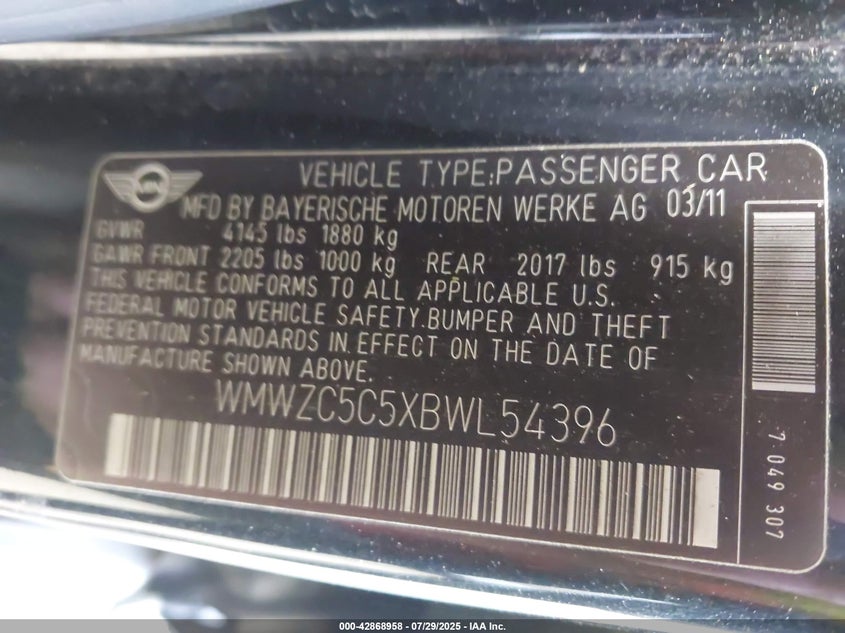 MINI
VEHICLE TYPE:PASSENGER CAR
MFD BY BAYERISCHE MOTOREN WERKE AG 03/11
GVWR 4145 lbs 1880 kg
GAWR FRONT 2205 lbs 1000 kg REAR 2017 lbs 915 kg
THIS VEHICLE CONFORMS TO ALL APPLICABLE U.S.
FEDERAL MOTOR VEHICLE SAFETY.BUMPER AND THEFT
PREVENTION STANDARDS IN EFFECT ON THE DATE OF
MANUFACTURE SHOWN ABOVE.
WMWZC5C5XBWL54396
7 049 307
000-42868958 - 07/29/2025 - IAA Inc.